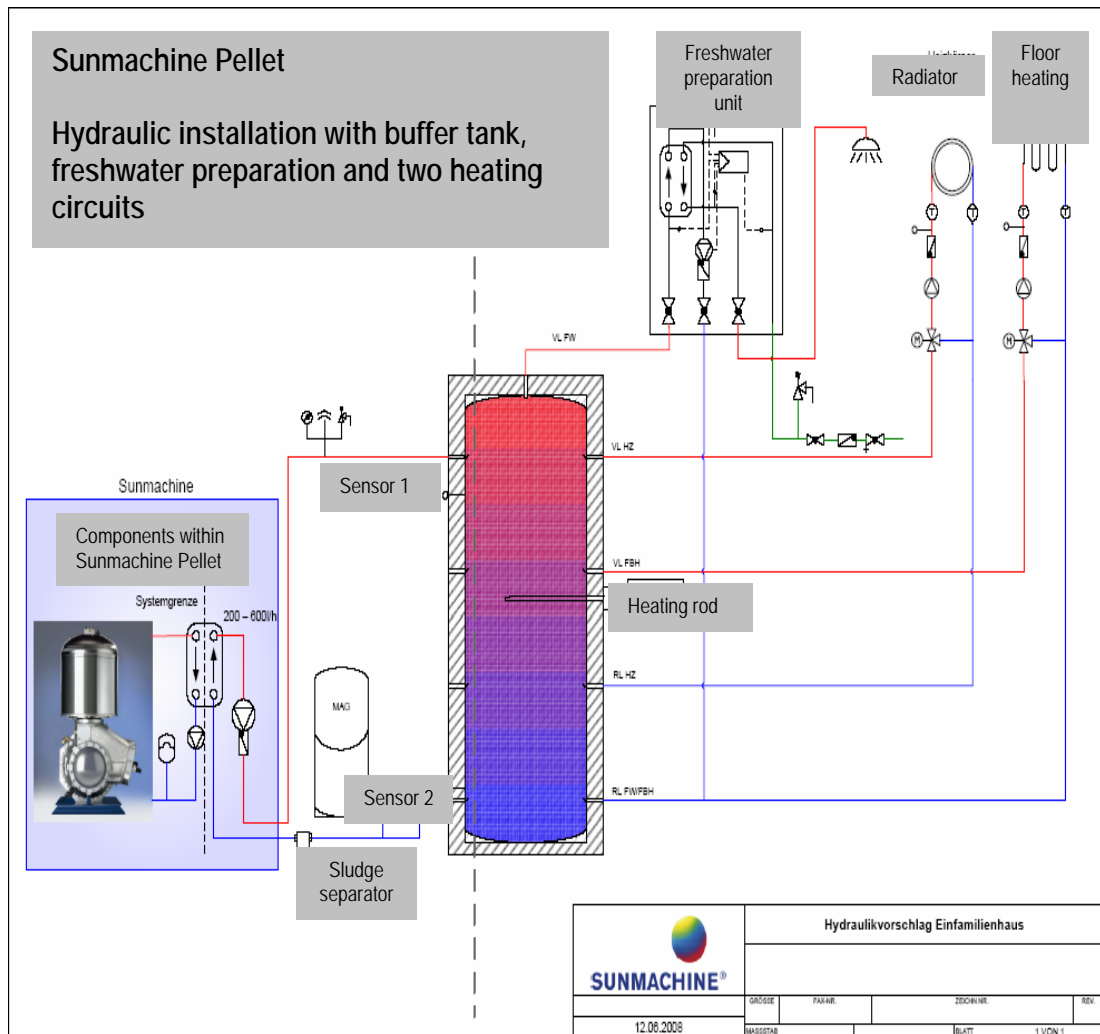 Sunmachine Pellet
Hydraulic installation with buffer tank,
freshwater preparation and two heating
circuits
Freshwater
preparation
unit
Radiator
Floor
heating
T
T
T
T
M
M
VL FW
VL HZ
Sensor 1
Sunmachine
Components within
Sunmachine Pellet
Systemgrenze
200 – 600l/h
VL FBH
Heating rod
RL HZ
MAG
Sensor 2
RL FW/FBH
Sludge
separator
SUNMACHINE®
Hydraulikvorschlag Einfamilienhaus
GRÖSSE
FAX-NR.
ZEICHN.NR.
REV.
12.06.2008
MASSSTAB
BLATT
1 VON 1